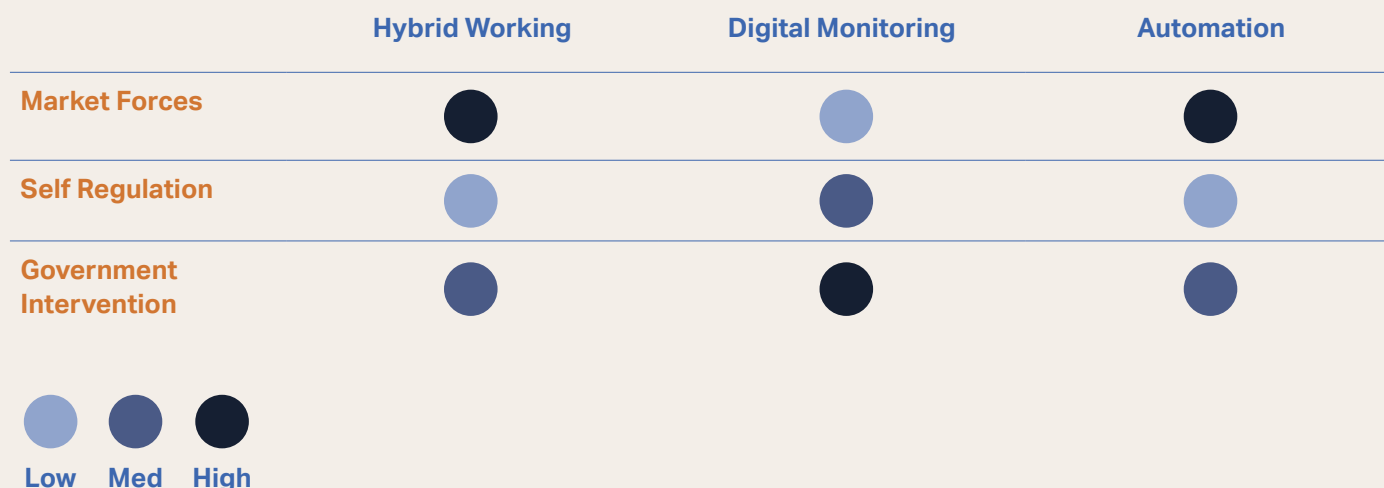 Hybrid Working Digital Monitoring Automation
Market Forces
Self Regulation
Government
Intervention
Low Med High